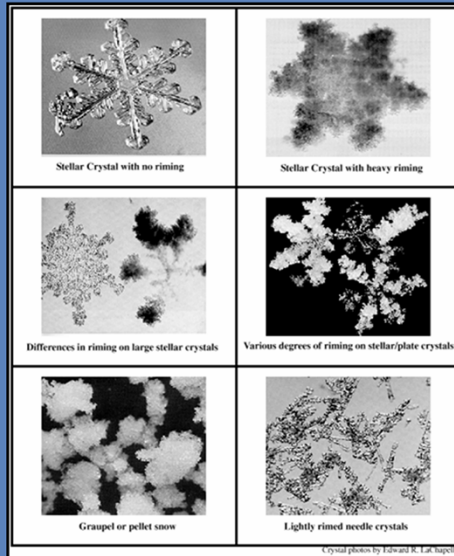 Stellar Crystal with no riming
Stellar Crystal with heavy riming
Differences in riming on large stellar crystals
Various degrees of riming on stellar/plate crystals
Graupel or pellet snow
Lightly rimed needle crystals
Crystal photos by Edward R. LaChapel